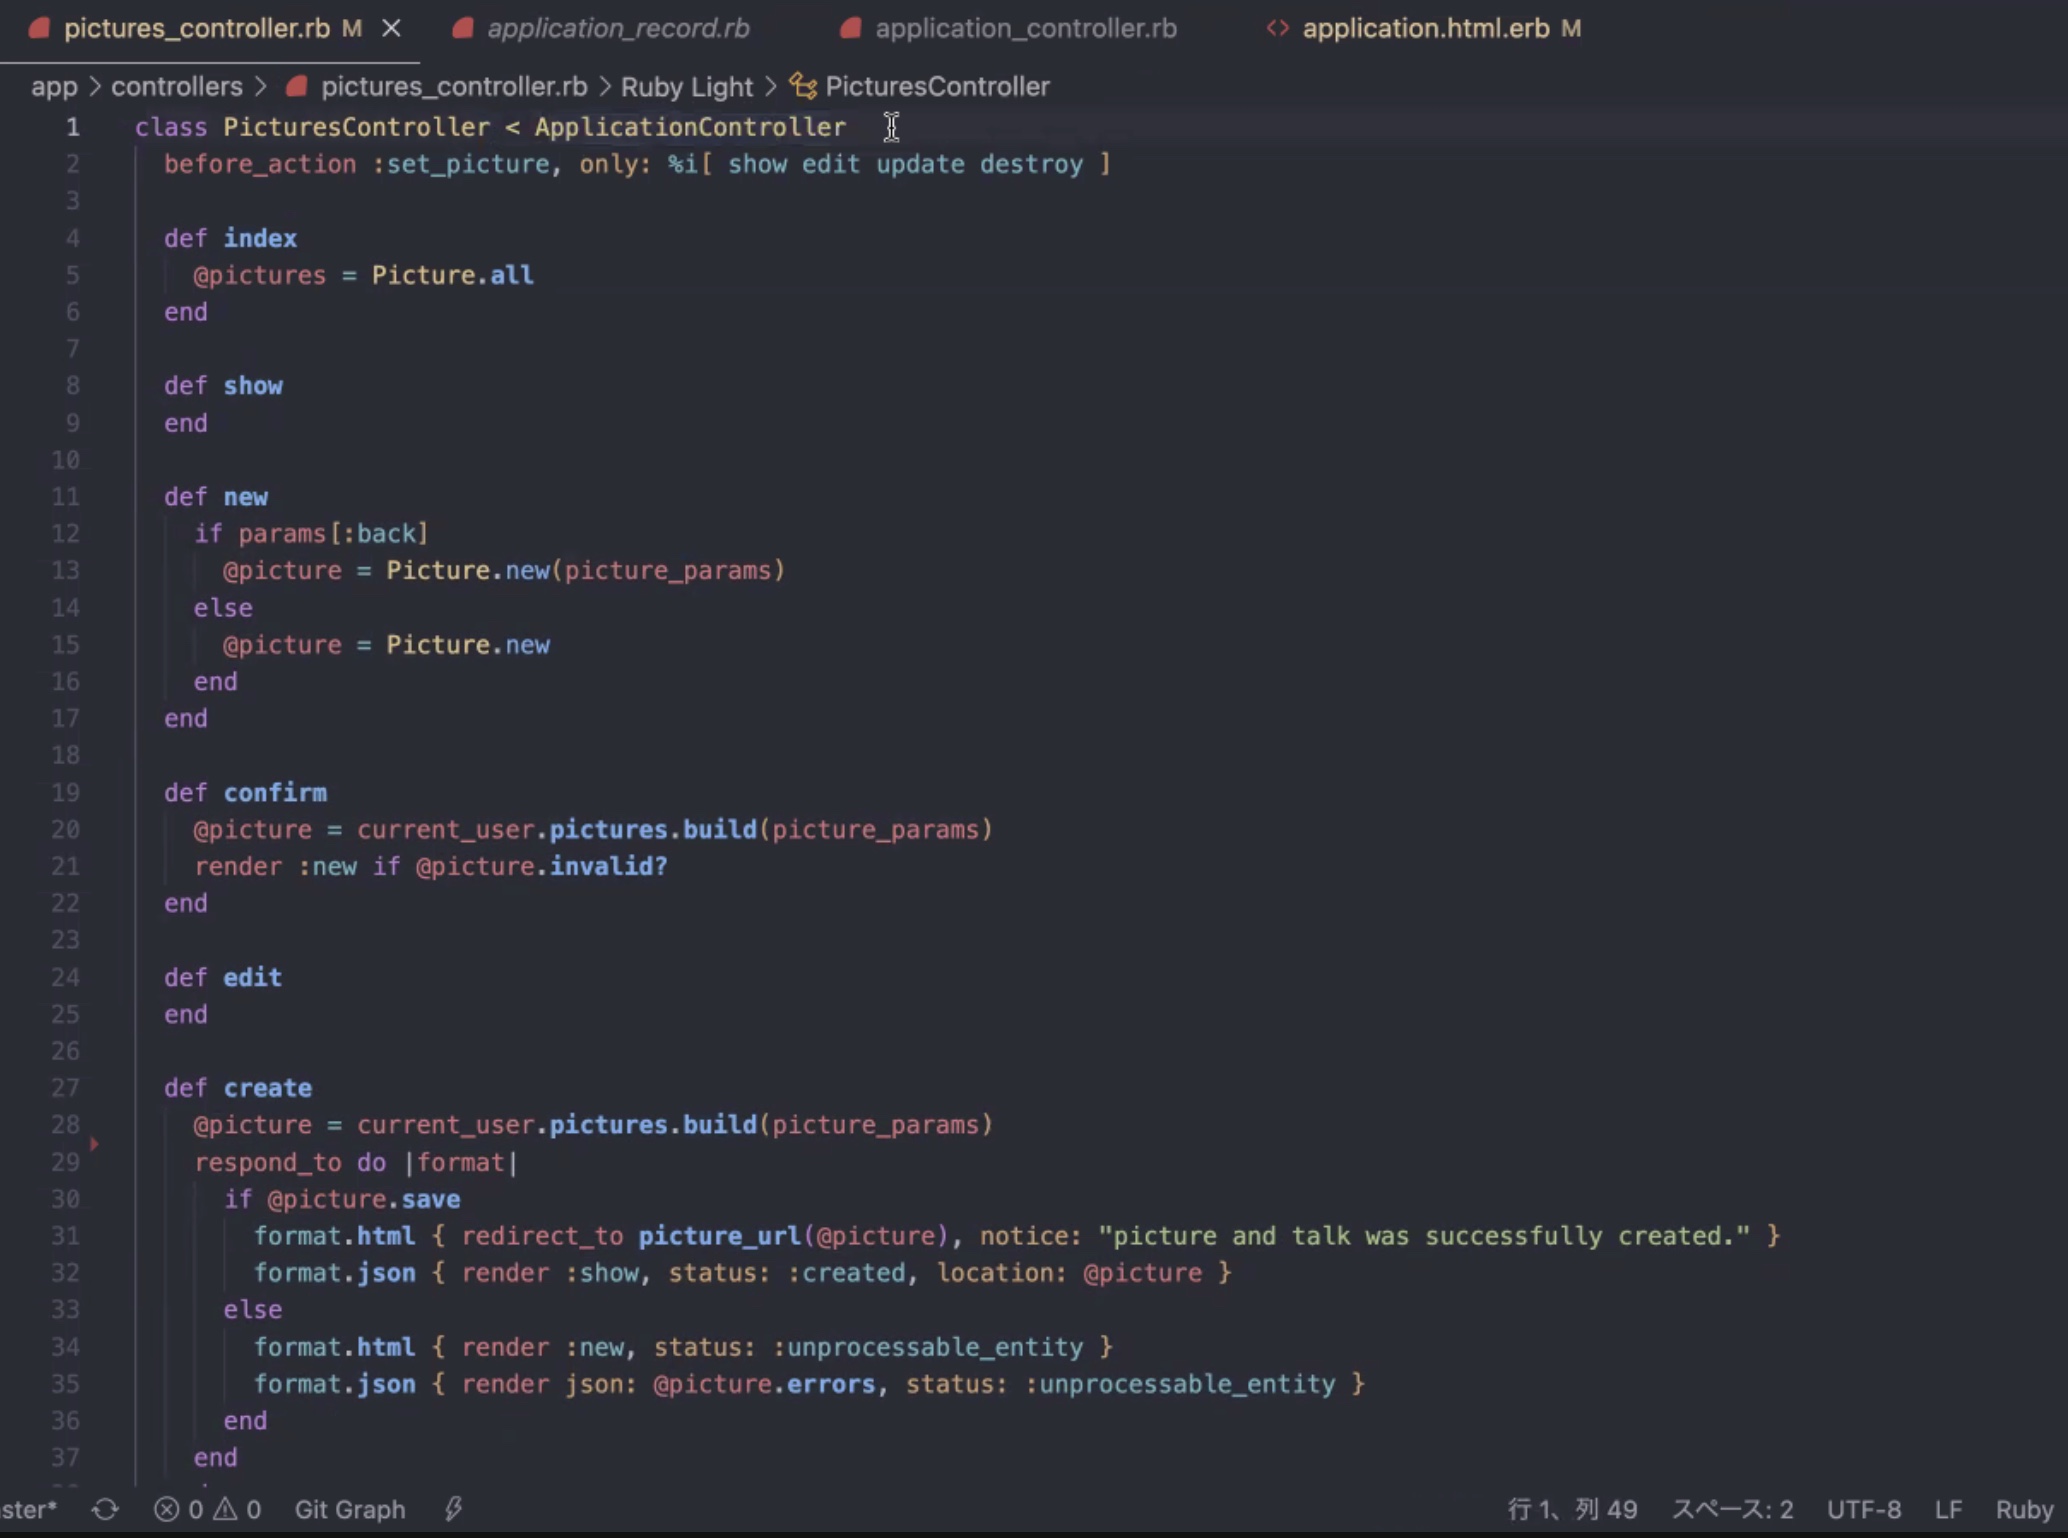 pictures_controller.rb M application_record.rb application_controller.rb application.html.erb M
app > controllers > pictures_controller.rb > Ruby Light > PicturesController
1 class PicturesController < ApplicationController
2 before_action :set_picture, only: %i[ show edit update destroy ]
3
4 def index
5 @pictures = Picture.all
6 end
7
8 def show
9 end
10
11 def new
12 if params[:back]
13 @picture = Picture.new(picture_params)
14 else
15 @picture = Picture.new
16 end
17 end
18
19 def confirm
20 @picture = current_user.pictures.build(picture_params)
21 render :new if @picture.invalid?
22 end
23
24 def edit
25 end
26
27 def create
28 @picture = current_user.pictures.build(picture_params)
29 respond_to do |format|
30 if @picture.save
31 format.html { redirect_to picture_url(@picture), notice: "picture and talk was successfully created." }
32 format.json { render :show, status: :created, location: @picture }
33 else
34 format.html { render :new, status: :unprocessable_entity }
35 format.json { render json: @picture.errors, status: :unprocessable_entity }
36 end
37 end
ster* 0 0 Git Graph 行 1、列 49 スペース: 2 UTF-8 LF Ruby